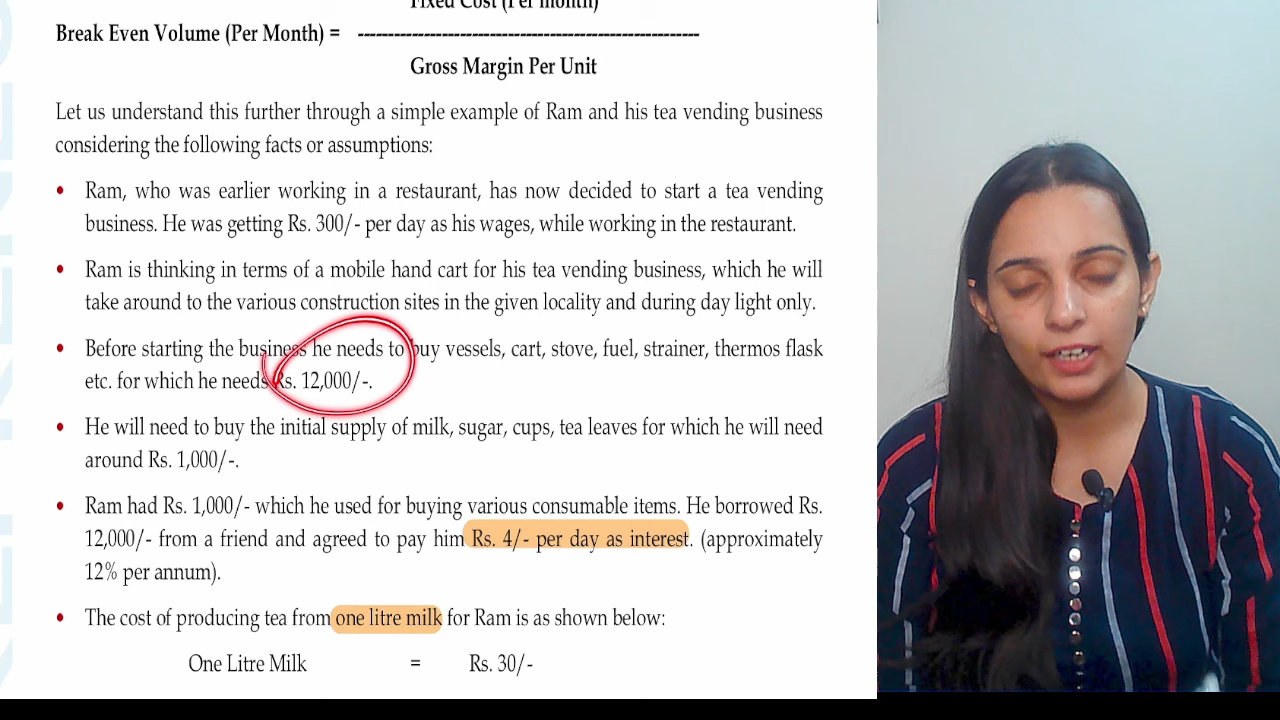 Fixed Cost (Per month)
Break Even Volume (Per Month) = ----------------------------------------------------------
Gross Margin Per Unit
Let us understand this further through a simple example of Ram and his tea vending business
considering the following facts or assumptions:
• Ram, who was earlier working in a restaurant, has now decided to start a tea vending
business. He was getting Rs. 300/- per day as his wages, while working in the restaurant.
• Ram is thinking in terms of a mobile hand cart for his tea vending business, which he will
take around to the various construction sites in the given locality and during day light only.
• Before starting the business he needs to buy vessels, cart, stove, fuel, strainer, thermos flask
etc. for which he needs Rs. 12,000/-.
• He will need to buy the initial supply of milk, sugar, cups, tea leaves for which he will need
around Rs. 1,000/-.
• Ram had Rs. 1,000/- which he used for buying various consumable items. He borrowed Rs.
12,000/- from a friend and agreed to pay him Rs. 4/- per day as interest. (approximately
12% per annum).
• The cost of producing tea from one litre milk for Ram is as shown below:
One Litre Milk = Rs. 30/-